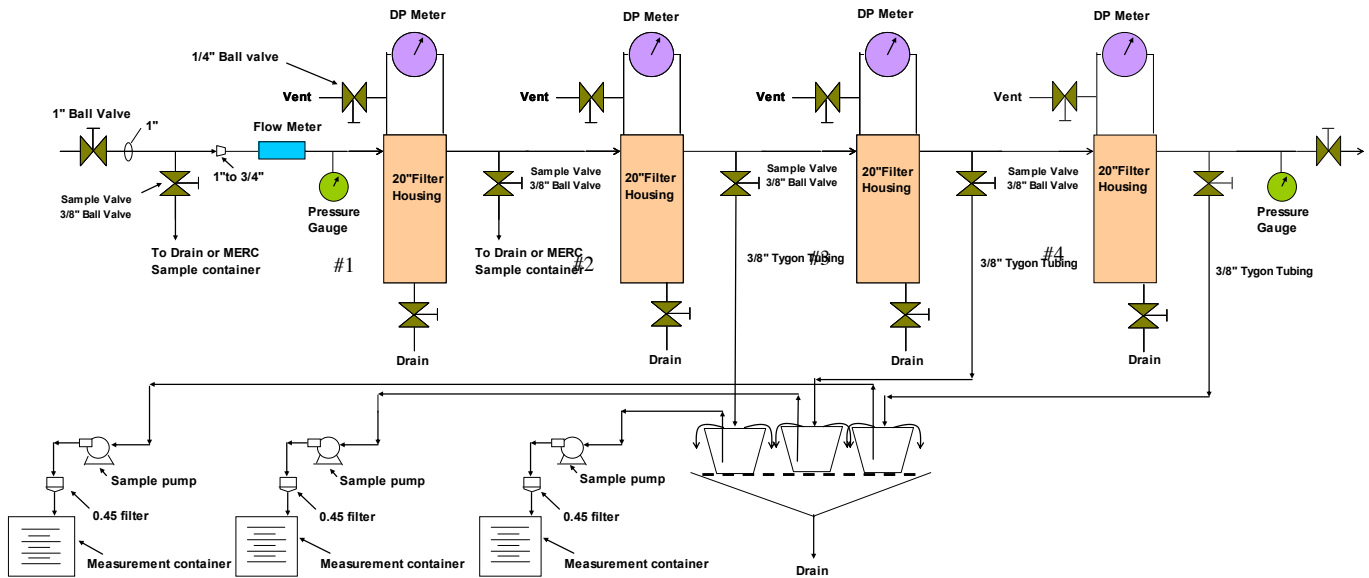 DP Meter
DP Meter
DP Meter
DP Meter
1/4" Ball valve
Vent
Vent
Vent
Vent
1" Ball Valve
1"
Flow Meter
1"to 3/4"
Sample Valve
3/8" Ball Valve
To Drain or MERC
Sample container
Pressure
Gauge
20"Filter
Housing
#1
Drain
Sample Valve
3/8" Ball Valve
To Drain or MERC
Sample container
20"Filter
Housing
#2
Drain
Sample Valve
3/8" Ball Valve
3/8" Tygon Tubing
20"Filter
Housing
#3
Drain
Sample Valve
3/8" Ball Valve
3/8" Tygon Tubing
20"Filter
Housing
#4
Drain
3/8" Tygon Tubing
Pressure
Gauge
Sample pump
0.45 filter
Measurement container
Sample pump
0.45 filter
Measurement container
Sample pump
0.45 filter
Measurement container
Drain